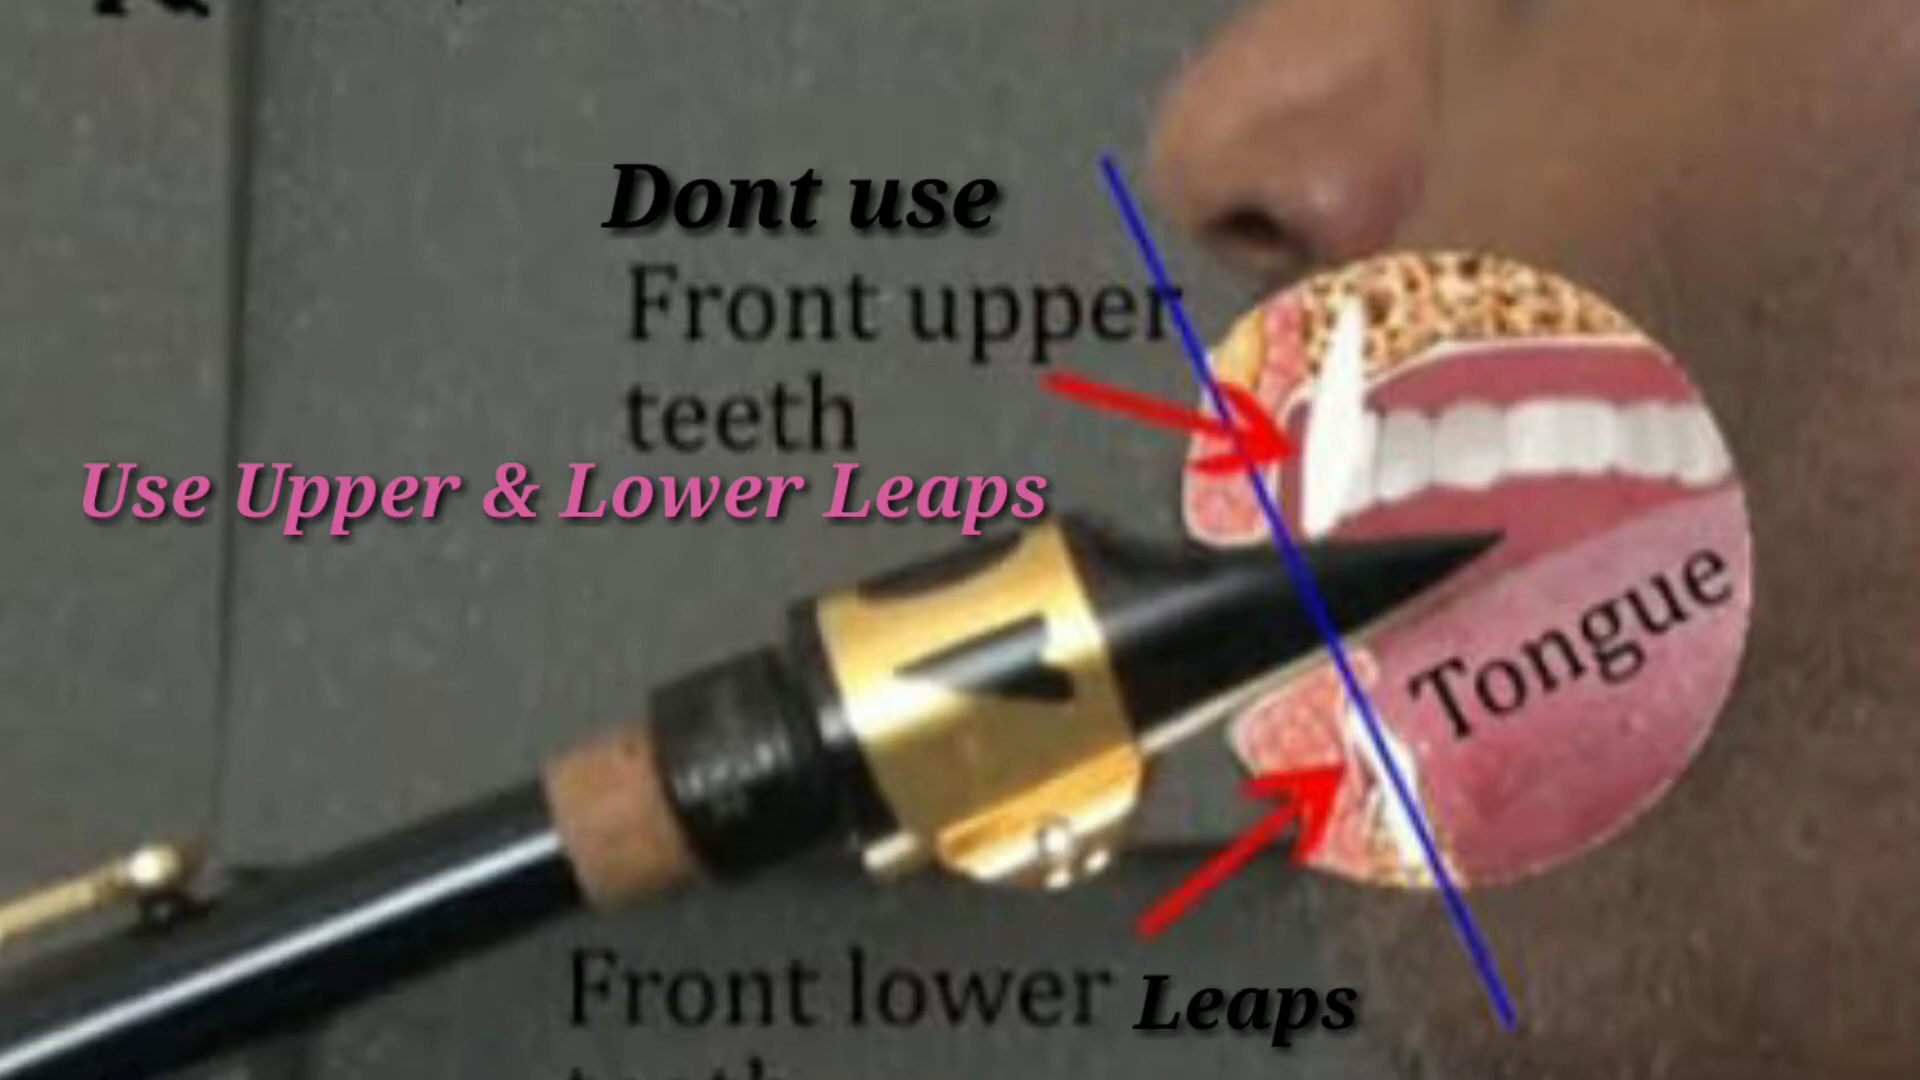 Dont use
Front upper
teeth
Use Upper & Lower Leaps
Tongue
Front lower Leaps